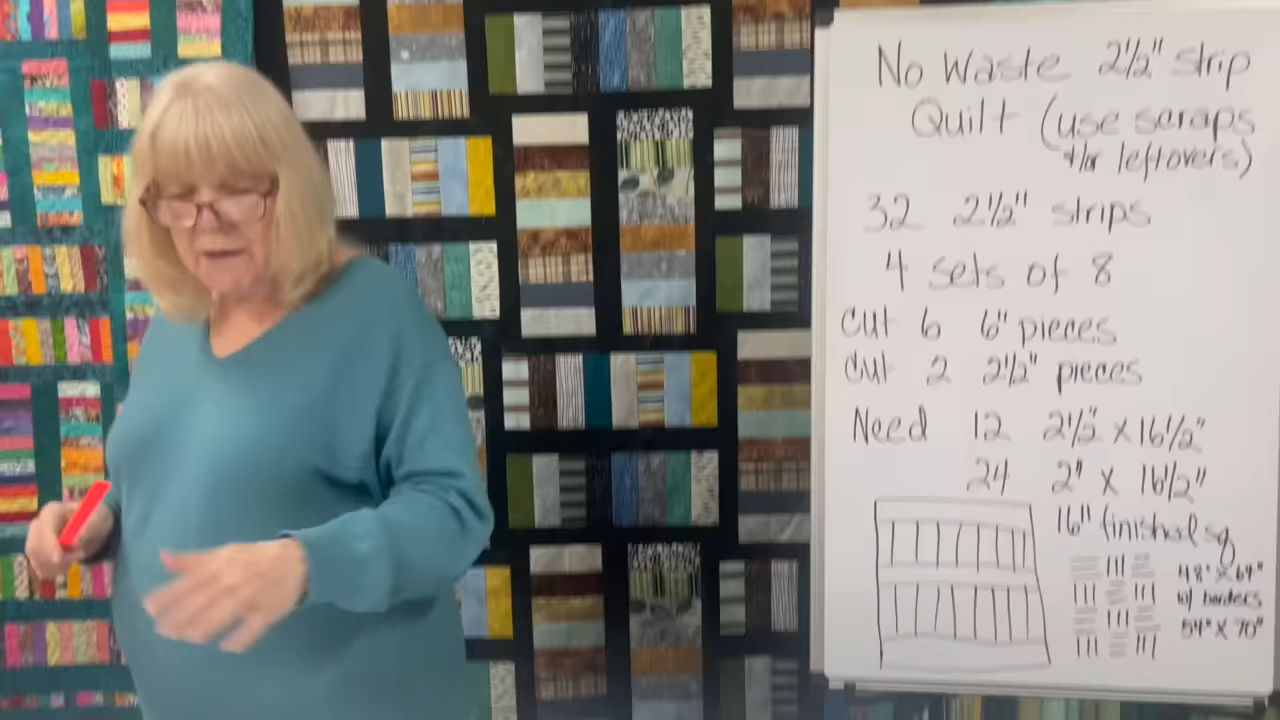 No Waste 2½" strip
Quilt (use scraps
+/or leftovers)
32 2½" strips
4 sets of 8
Cut 6 6" pieces
Cut 2 2½" pieces
Need 12 2½" x 16½"
24 2" x 16½"
16" finished sq
48" x 64"
w/ borders
54" x 70"